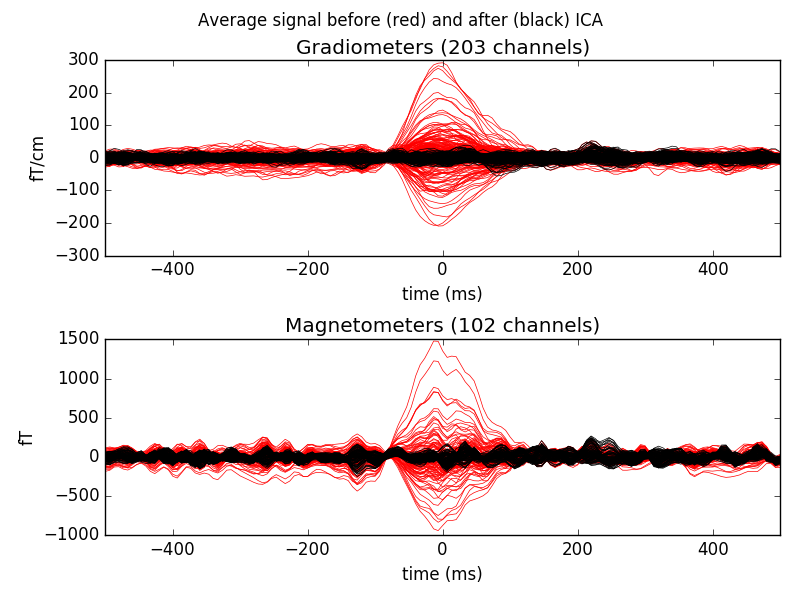 Average signal before (red) and after (black) ICA
Gradiometers (203 channels)
300
200
100
0
−100
−200
−300
fT/cm
−400 −200 0 200 400
time (ms)
Magnetometers (102 channels)
1500
1000
500
0
−500
−1000
fT
−400 −200 0 200 400
time (ms)